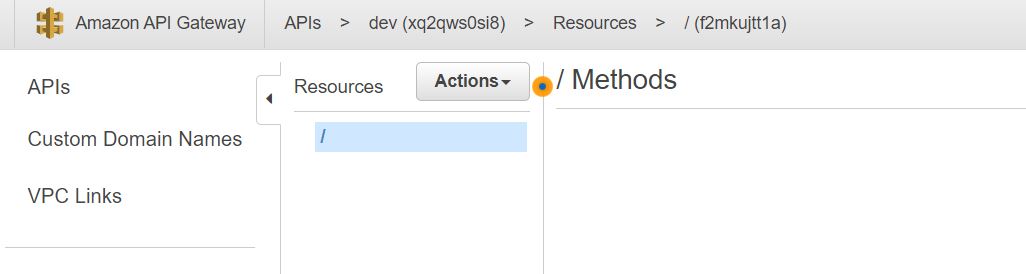 Amazon API Gateway APIs > dev (xq2qws0si8) > Resources > / (f2mkujtt1a)
APIs
Custom Domain Names
VPC Links
Resources Actions
/
/ Methods